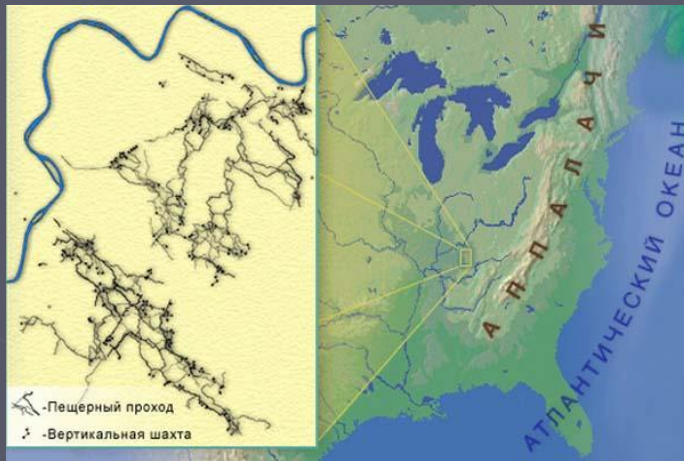 -Пещерный проход
-Вертикальная шахта
АППАЛАЧИ
АТЛАНТИЧЕСКИЙ ОКЕАН